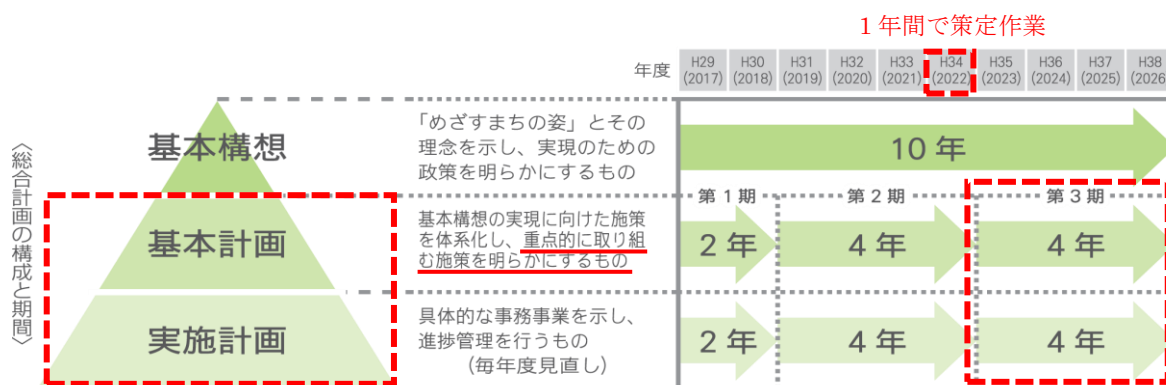 1年間で策定作業
年度
H29 H30 H31 H32 H33 H34 H35 H36 H37 H38
(2017) (2018) (2019) (2020) (2021) (2022) (2023) (2024) (2025) (2026)
〈総合計画の構成と期間〉
基本構想
「めざすまちの姿」とその
理念を示し、実現のための
政策を明らかにするもの
10年
第1期 第2期 第3期
基本計画
基本構想の実現に向けた施策
を体系化し、重点的に取り組
む施策を明らかにするもの
2年 4年 4年
実施計画
具体的な事務事業を示し、
進捗管理を行うもの
(毎年度見直し)
2年 4年 4年